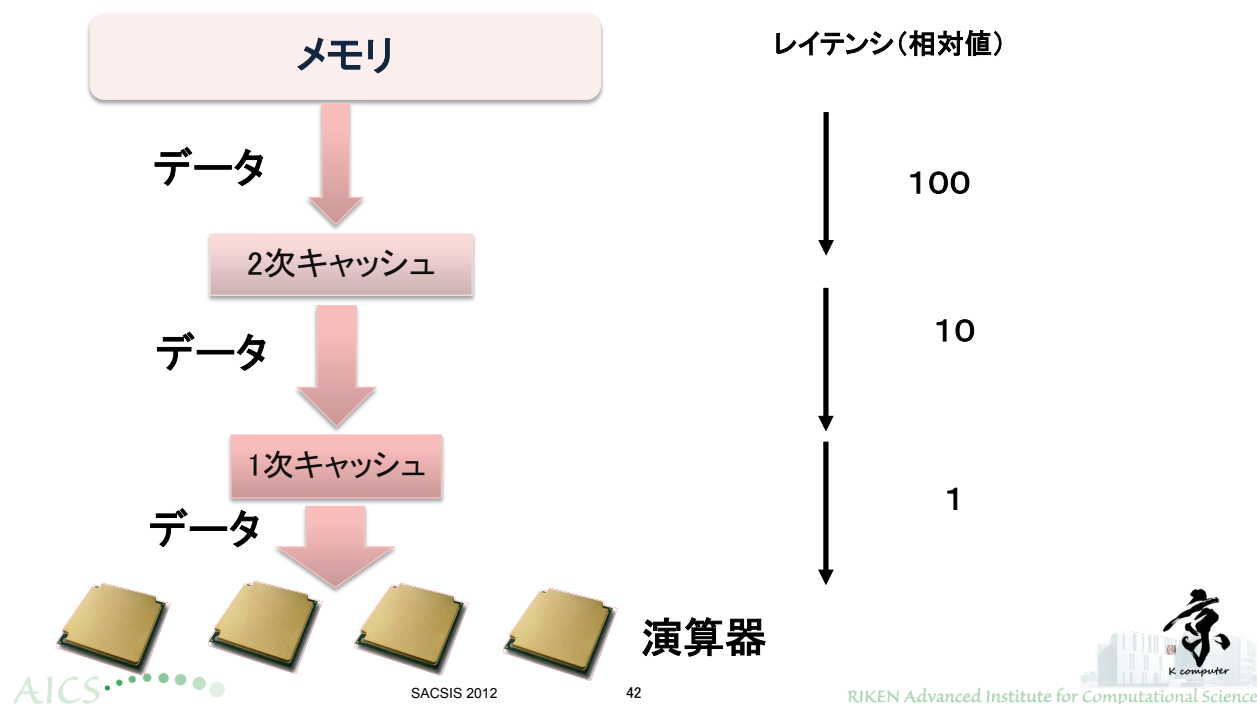 メモリ
レイテンシ（相対値）
データ
100
2次キャッシュ
データ
10
1次キャッシュ
データ
1
演算器
京
K computer
AICS
SACSIS 2012
42
RIKEN Advanced Institute for Computational Science